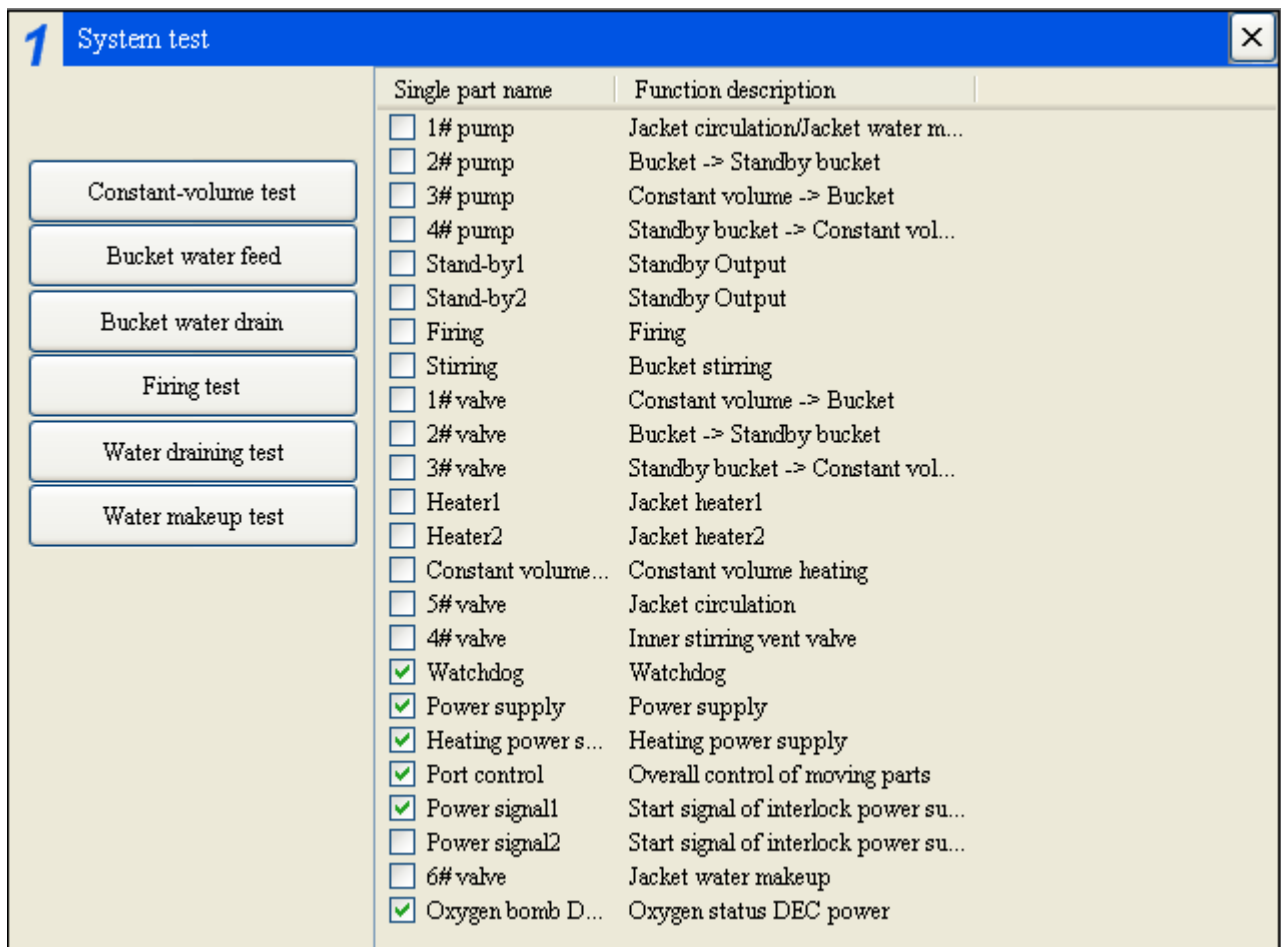 1 System test
Single part name Function description
Constant-volume test
Bucket water feed
Bucket water drain
Firing test
Water draining test
Water makeup test
1# pump Jacket circulation/Jacket water m...
2# pump Bucket -> Standby bucket
3# pump Constant volume -> Bucket
4# pump Standby bucket -> Constant vol...
Stand-by1 Standby Output
Stand-by2 Standby Output
Firing Firing
Stirring Bucket stirring
1# valve Constant volume -> Bucket
2# valve Bucket -> Standby bucket
3# valve Standby bucket -> Constant vol...
Heater1 Jacket heater1
Heater2 Jacket heater2
Constant volume... Constant volume heating
5# valve Jacket circulation
4# valve Inner stirring vent valve
Watchdog Watchdog
Power supply Power supply
Heating power s... Heating power supply
Port control Overall control of moving parts
Power signal1 Start signal of interlock power su...
Power signal2 Start signal of interlock power su...
6# valve Jacket water makeup
Oxygen bomb D... Oxygen status DEC power